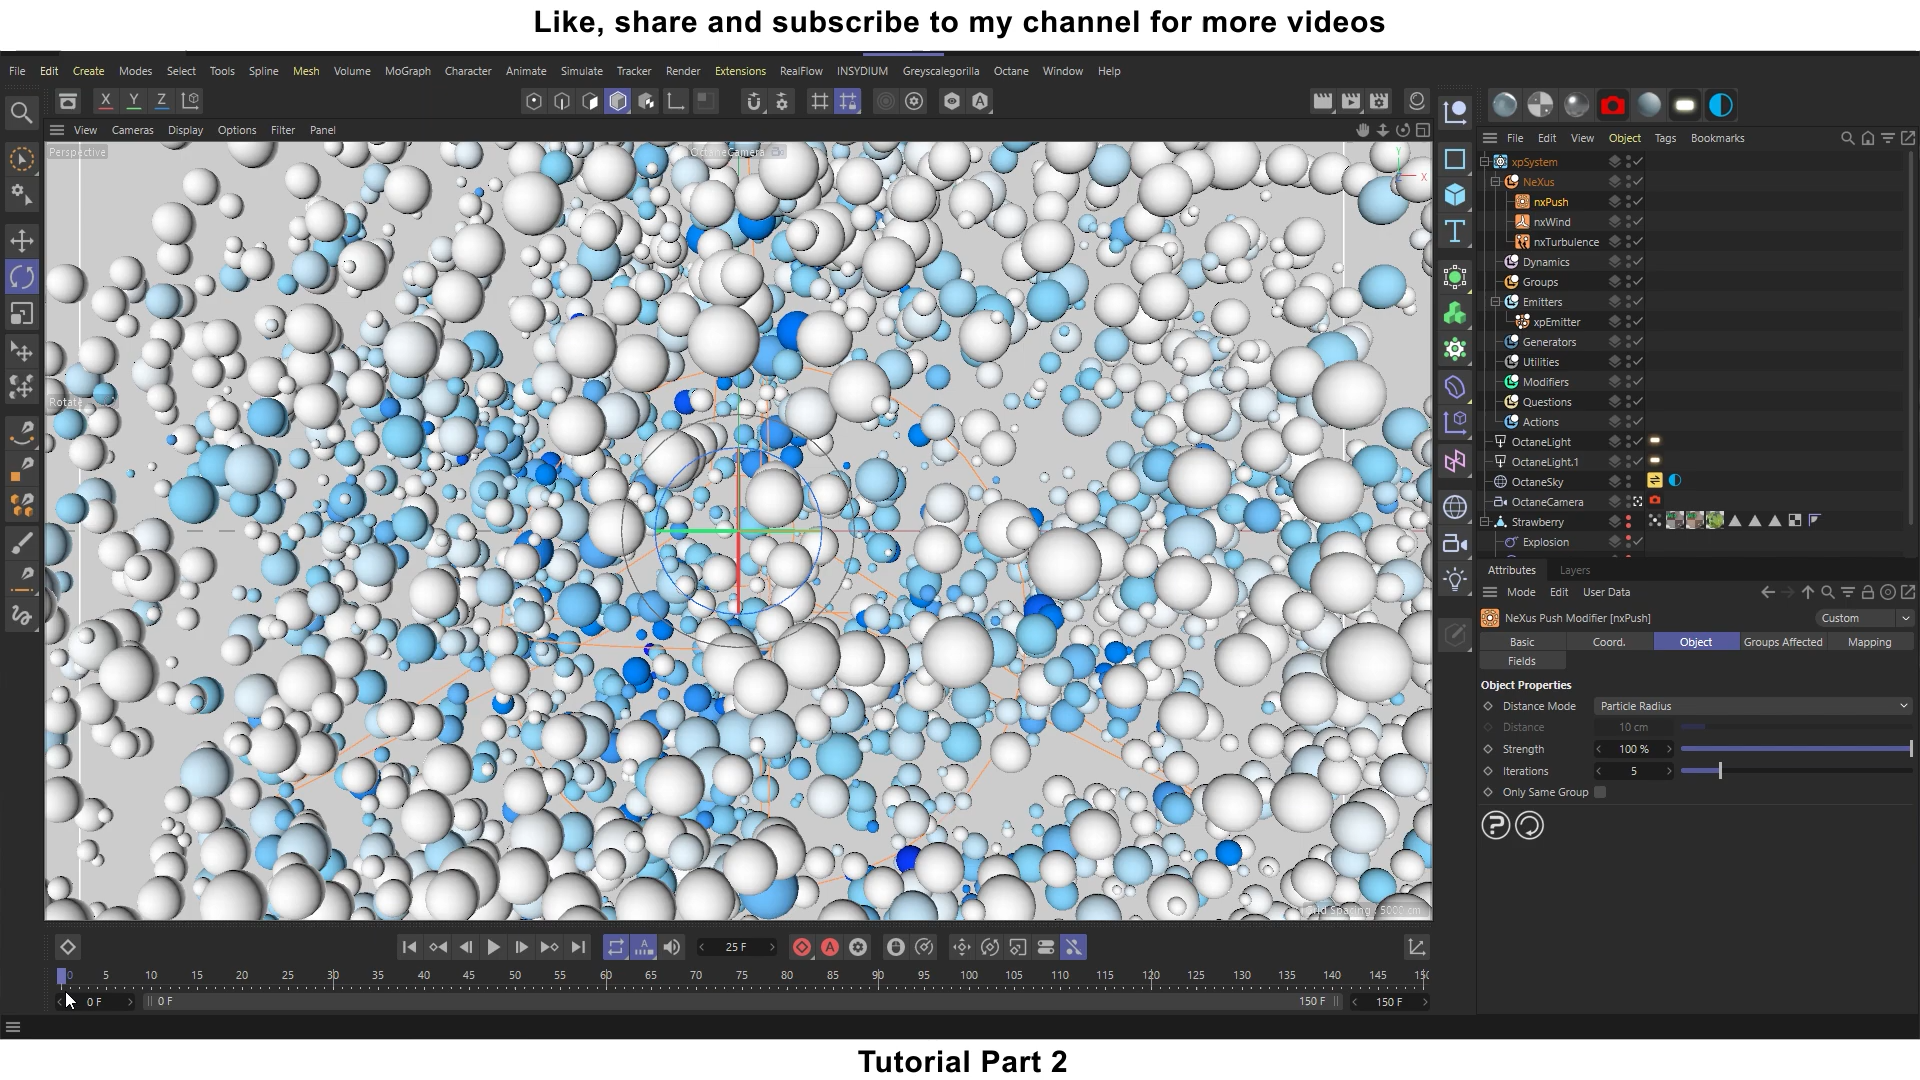 Like, share and subscribe to my channel for more videos
File Edit Create Modes Select Tools Spline Mesh Volume MoGraph Character Animate Simulate Tracker Render Extensions RealFlow INSYDIUM Greyscalegorilla Octane Window Help
X Y Z
View Cameras Display Options Filter Panel
File Edit View Object Tags Bookmarks
Perspective
OctaneCamera
Y
X
xpSystem
NeXus
nxPush
nxWind
nxTurbulence
Dynamics
Groups
Emitters
xpEmitter
Generators
Utilities
Modifiers
Questions
Actions
OctaneLight
OctaneLight.1
OctaneSky
OctaneCamera
Strawberry
Explosion
Rotate
Attributes Layers
Mode Edit User Data
NeXus Push Modifier [nxPush] Custom
Basic Coord. Object Groups Affected Mapping
Fields
Object Properties
Distance Mode Particle Radius
Distance 10 cm
Strength 100 %
Iterations 5
Only Same Group
25 F
0 5 10 15 20 25 30 35 40 45 50 55 60 65 70 75 80 85 90 95 100 105 110 115 120 125 130 135 140 145
0 F 0 F 150 F 150 F
Tutorial Part 2